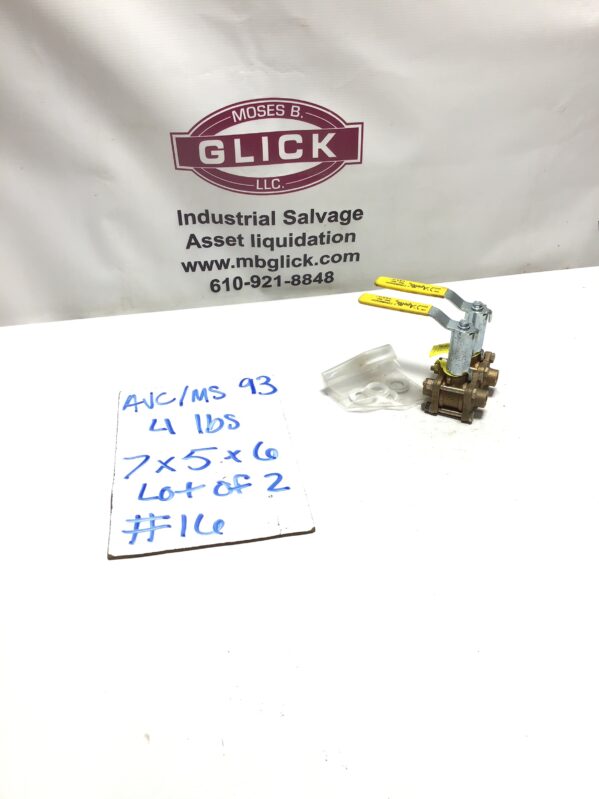 MOSES B.
GLICK
LLC.
Industrial Salvage
Asset liquidation
www.mbglick.com
610-921-8848
AJC/MS 93
4 lbs
7x5x6
Lot of 2
#16